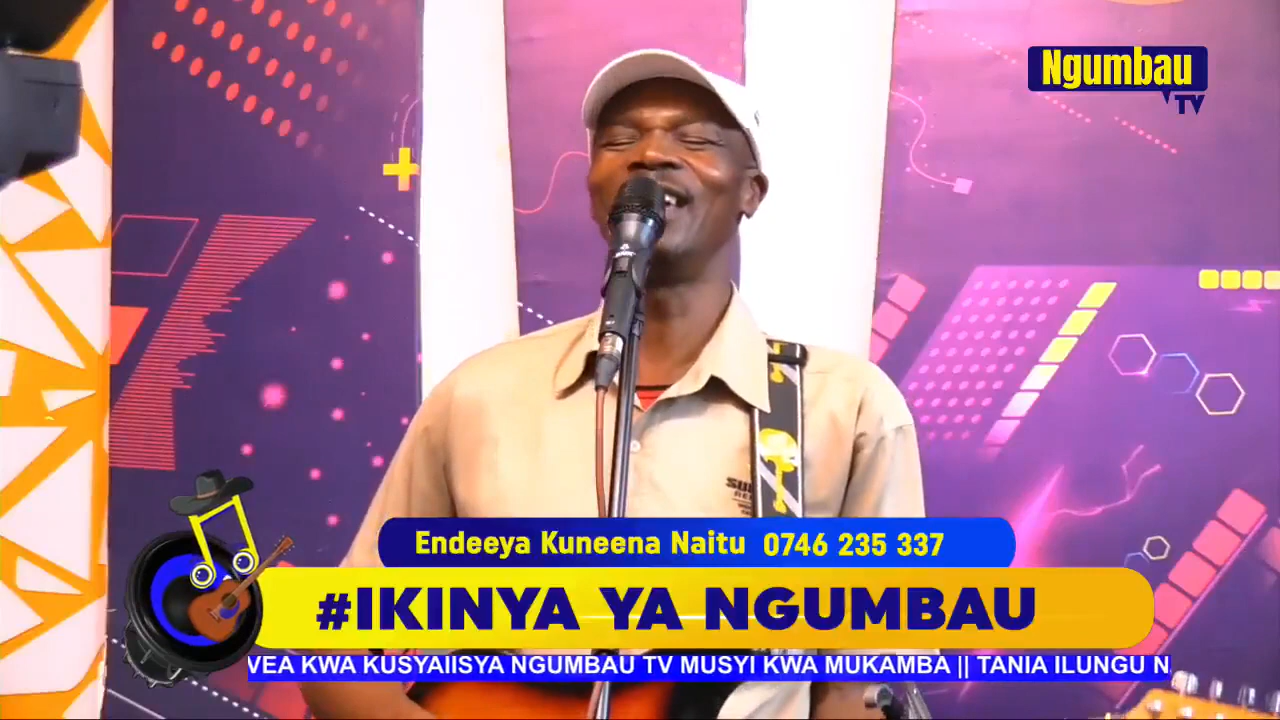 Ngumbau
TV
Endeeya Kuneena Naitu 0746 235 337
#IKINYA YA NGUMBAU
VEA KWA KUSYAIISYA NGUMBAU TV MUSYI KWA MUKAMBA || TANIA ILUNGU N